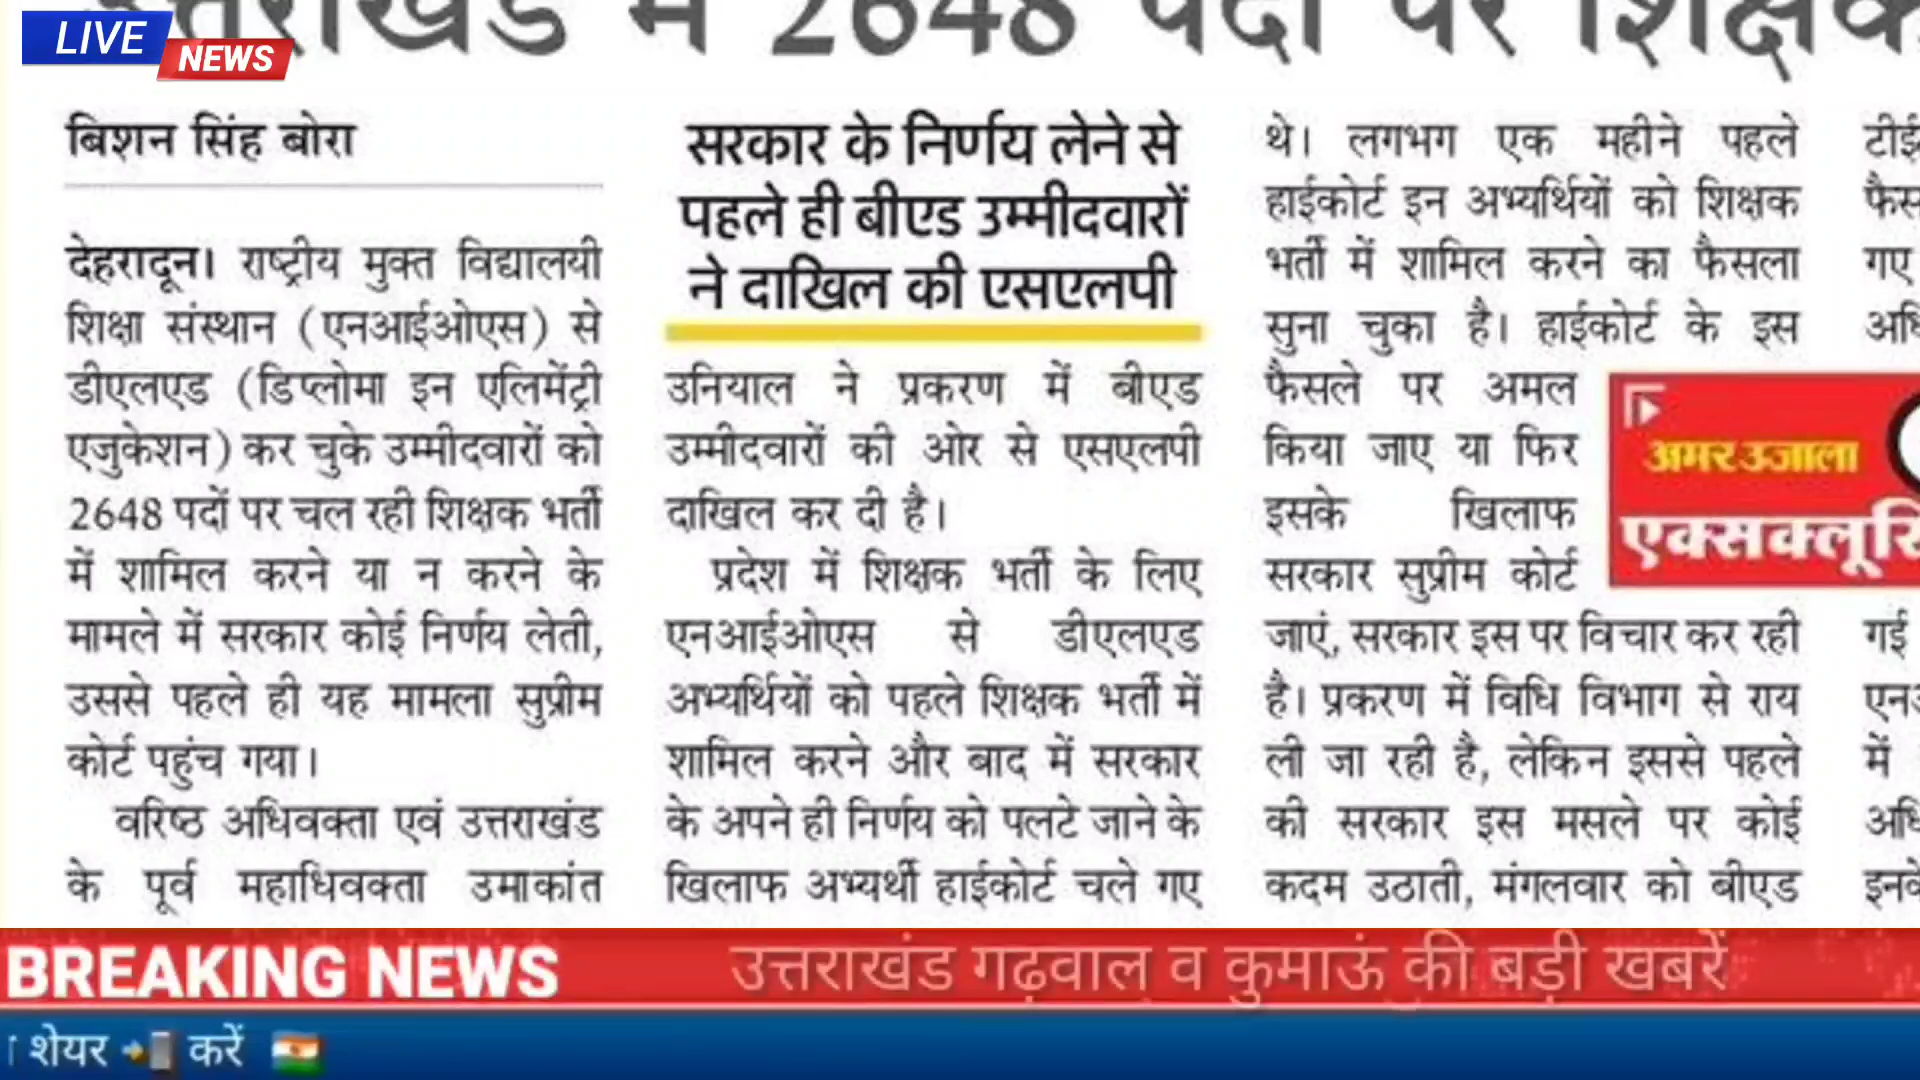 LIVE
NEWS
में 2648 पदों पर
बिशन सिंह बोरा
देहरादून। राष्ट्रीय मुक्त विद्यालयी
शिक्षा संस्थान (एनआईओएस) से
डीएलएड (डिप्लोमा इन एलिमेंट्री
एजुकेशन) कर चुके उम्मीदवारों को
2648 पदों पर चल रही शिक्षक भर्ती
में शामिल करने या न करने के
मामले में सरकार कोई निर्णय लेती,
उससे पहले ही यह मामला सुप्रीम
कोर्ट पहुंच गया।
वरिष्ठ अधिवक्ता एवं उत्तराखंड
के पूर्व महाधिवक्ता उमाकांत
सरकार के निर्णय लेने से
पहले ही बीएड उम्मीदवारों
ने दाखिल की एसएलपी
उनियाल ने प्रकरण में बीएड
उम्मीदवारों की ओर से एसएलपी
दाखिल कर दी है।
प्रदेश में शिक्षक भर्ती के लिए
एनआईओएस से डीएलएड
अभ्यर्थियों को पहले शिक्षक भर्ती में
शामिल करने और बाद में सरकार
के अपने ही निर्णय को पलटे जाने के
खिलाफ अभ्यर्थी हाईकोर्ट चले गए
थे। लगभग एक महीने पहले
हाईकोर्ट इन अभ्यर्थियों को शिक्षक
भर्ती में शामिल करने का फैसला
सुना चुका है। हाईकोर्ट के इस
फैसले पर अमल
किया जाए या फिर
इसके खिलाफ
सरकार सुप्रीम कोर्ट
जाएं, सरकार इस पर विचार कर रही
है। प्रकरण में विधि विभाग से राय
ली जा रही है, लेकिन इससे पहले
की सरकार इस मसले पर कोई
कदम उठाती, मंगलवार को बीएड
अमर उजाला
गए
गई
में
BREAKING NEWS
उत्तराखंड गढ़वाल व कुमाऊं की बड़ी खबरें
शेयर करें